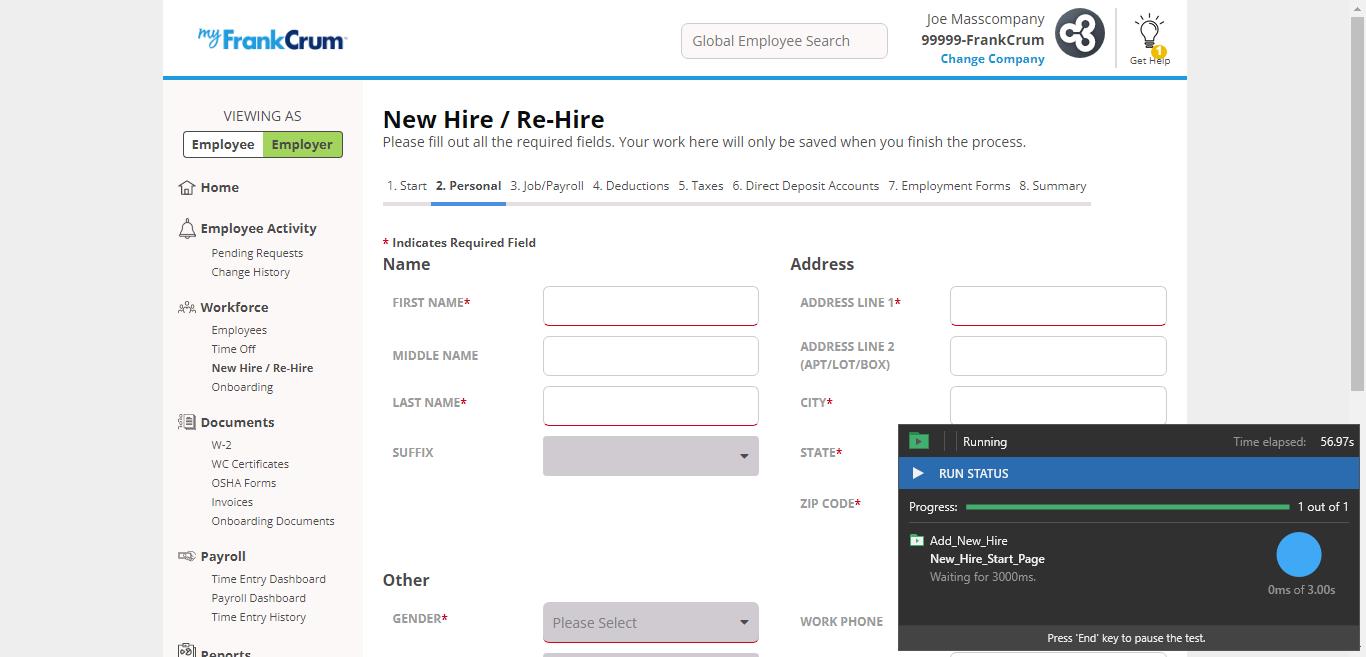 myFrankCrum
Global Employee Search
Joe Masscompany
99999-FrankCrum
Change Company
1
Get Help
VIEWING AS
Employee Employer
Home
Employee Activity
Pending Requests
Change History
Workforce
Employees
Time Off
New Hire / Re-Hire
Onboarding
Documents
W-2
WC Certificates
OSHA Forms
Invoices
Onboarding Documents
Payroll
Time Entry Dashboard
Payroll Dashboard
Time Entry History
Reports
New Hire / Re-Hire
Please fill out all the required fields. Your work here will only be saved when you finish the process.
1. Start 2. Personal 3. Job/Payroll 4. Deductions 5. Taxes 6. Direct Deposit Accounts 7. Employment Forms 8. Summary
* Indicates Required Field
Name
FIRST NAME*
MIDDLE NAME
LAST NAME*
SUFFIX
Address
ADDRESS LINE 1*
ADDRESS LINE 2
(APT/LOT/BOX)
CITY*
STATE*
ZIP CODE*
Other
GENDER* Please Select
WORK PHONE
Running Time elapsed: 56.97s
RUN STATUS
Progress: 1 out of 1
Add_New_Hire
New_Hire_Start_Page
Waiting for 3000ms.
0ms of 3.00s
Press 'End' key to pause the test.